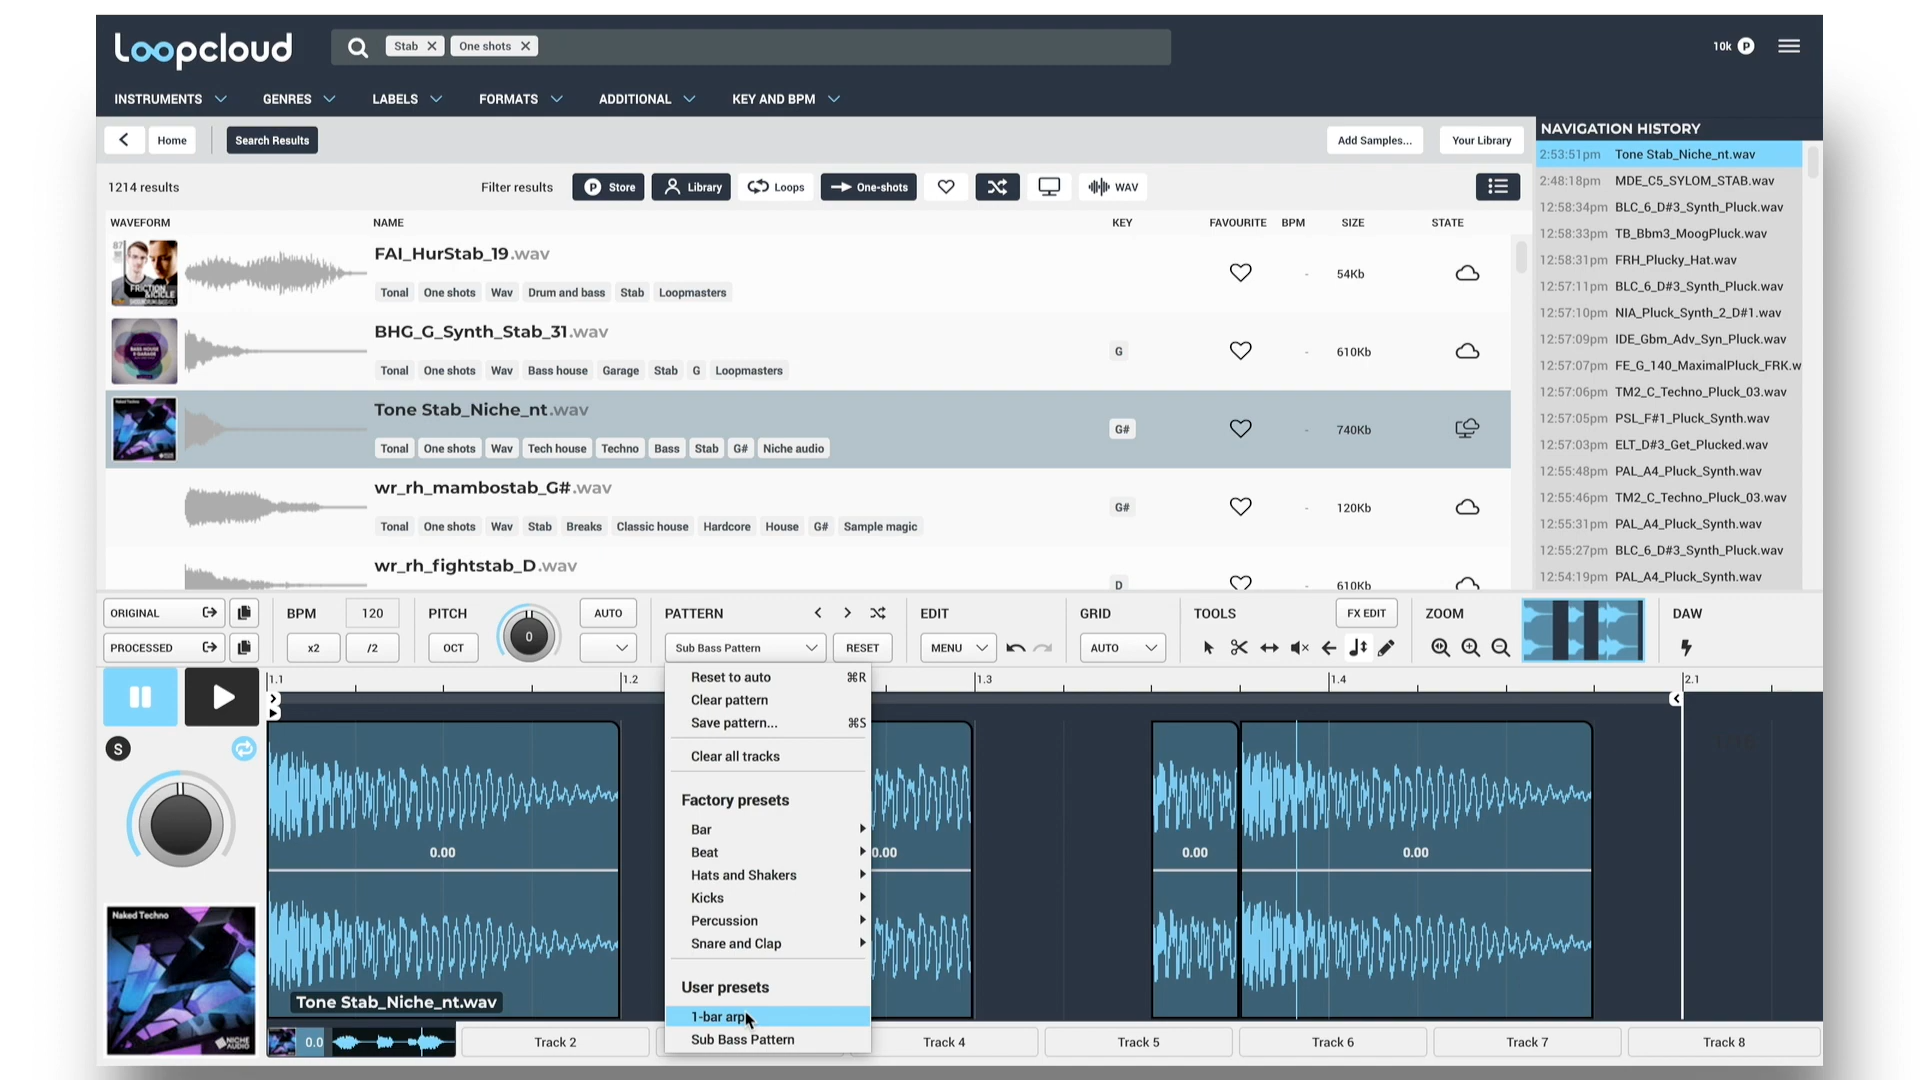 loopcloud
Stab
One shots
10k P
INSTRUMENTS
GENRES
LABELS
FORMATS
ADDITIONAL
KEY AND BPM
Home
Search Results
Add Samples...
Your Library
NAVIGATION HISTORY
2:53:51pm Tone Stab_Niche_nt.wav
2:48:18pm MDE_C5_SYLOM_STAB.wav
12:58:34pm BLC_6_D#3_Synth_Pluck.wav
12:58:33pm TB_Bbm3_MoogPluck.wav
12:58:31pm FRH_Plucky_Hat.wav
12:57:11pm BLC_6_D#3_Synth_Pluck.wav
12:57:10pm NIA_Pluck_Synth_2_D#1.wav
12:57:09pm IDE_Gbm_Adv_Syn_Pluck.wav
12:57:07pm FE_G_140_MaximalPluck_FRK.w
12:57:06pm TM2_C_Techno_Pluck_03.wav
12:57:05pm PSL_F#1_Pluck_Synth.wav
12:57:03pm ELT_D#3_Get_Plucked.wav
12:55:48pm PAL_A4_Pluck_Synth.wav
12:55:46pm TM2_C_Techno_Pluck_03.wav
12:55:31pm PAL_A4_Pluck_Synth.wav
12:55:27pm BLC_6_D#3_Synth_Pluck.wav
12:54:19pm PAL_A4_Pluck_Synth.wav
1214 results
Filter results
P Store
Library
Loops
One-shots
WAV
WAVEFORM NAME KEY FAVOURITE BPM SIZE STATE
FRICTION
&ICICLE
FAI_HurStab_19.wav
- 54Kb
Tonal One shots Wav Drum and bass Stab Loopmasters
BHG_G_Synth_Stab_31.wav
G - 610Kb
Tonal One shots Wav Bass house Garage Stab G Loopmasters
Tone Stab_Niche_nt.wav
G# - 740Kb
Tonal One shots Wav Tech house Techno Bass Stab G# Niche audio
wr_rh_mambostab_G#.wav
G# - 120Kb
Tonal One shots Wav Stab Breaks Classic house Hardcore House G# Sample magic
wr_rh_fightstab_D.wav
D - 610Kb
ORIGINAL
BPM 120
PITCH
0
AUTO
PATTERN
EDIT
GRID
TOOLS
FX EDIT
ZOOM
DAW
PROCESSED
x2
/2
OCT
Sub Bass Pattern
RESET
MENU
AUTO
1.1 1.2 1.3 1.4 2.1
S
Reset to auto ⌘R
Clear pattern
Save pattern... ⌘S
Clear all tracks
Factory presets
Bar
Beat
Hats and Shakers
Kicks
Percussion
Snare and Clap
User presets
1-bar arp
Sub Bass Pattern
0.00
0.00
0.00
0.00
Tone Stab_Niche_nt.wav
Naked Techno
NICHE
AUDIO
0.0
Track 2
Track 4
Track 5
Track 6
Track 7
Track 8